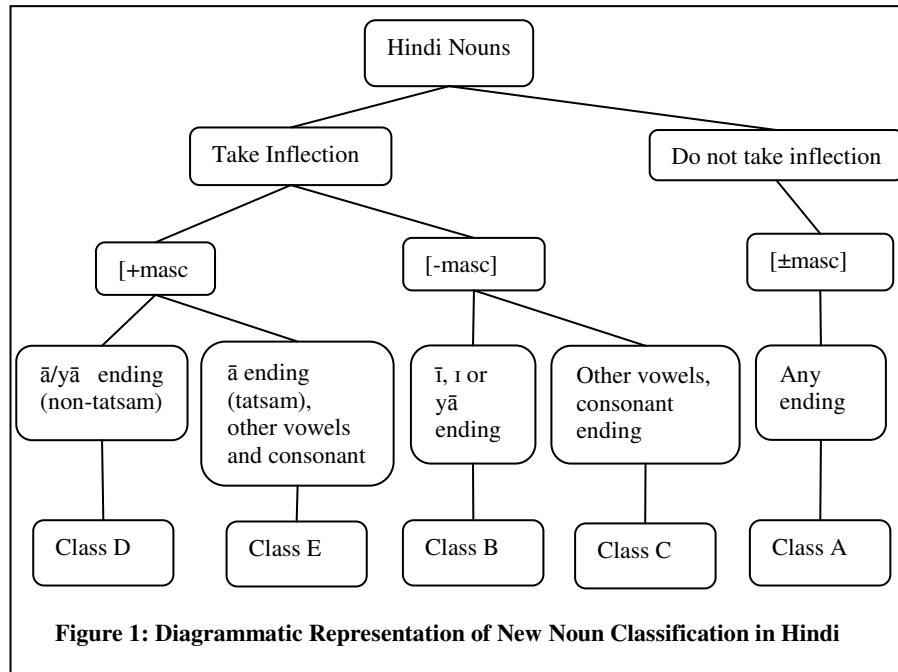 Hindi Nouns
Take Inflection
Do not take inflection
[+masc
[-masc]
[±masc]
ā/yā ending
(non-tatsam)
ā ending
(tatsam),
other vowels
and consonant
ī, ɪ or
yā
ending
Other vowels,
consonant
ending
Any
ending
Class D
Class E
Class B
Class C
Class A
Figure 1: Diagrammatic Representation of New Noun Classification in Hindi